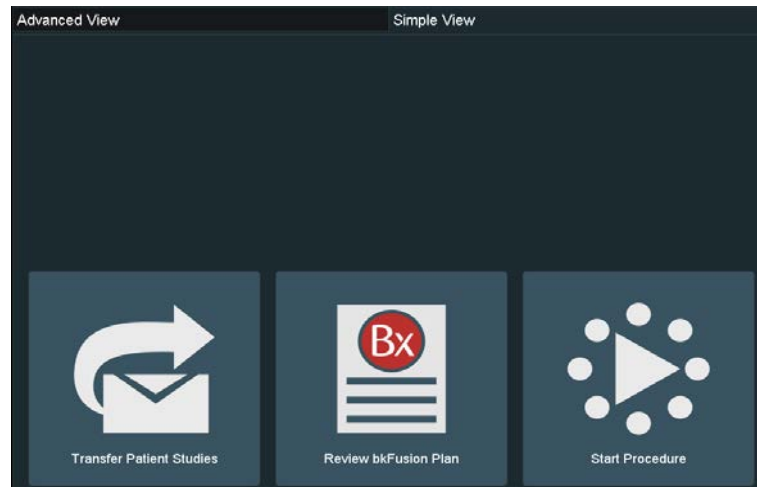 Advanced View
Simple View
Bx
Transfer Patient Studies
Review bkFusion Plan
Start Procedure